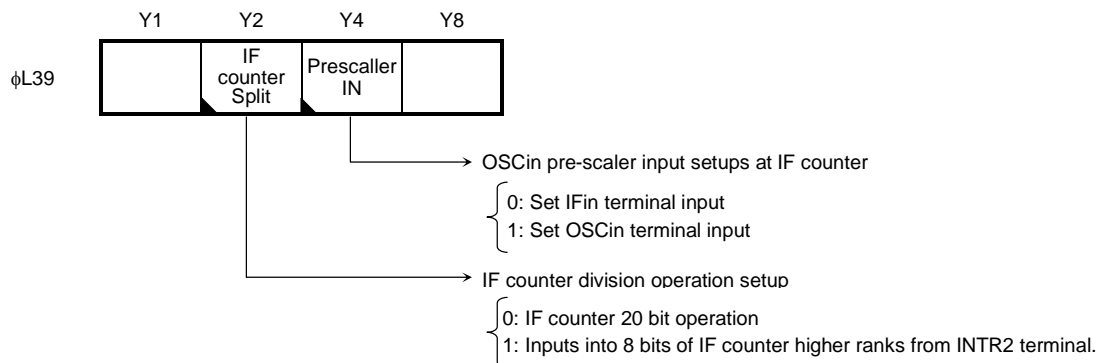 Y1 Y2 Y4 Y8
ϕL39
IF
counter
Split
Prescaller
IN
OSCin pre-scaler input setups at IF counter
0: Set IFin terminal input
1: Set OSCin terminal input
IF counter division operation setup
0: IF counter 20 bit operation
1: Inputs into 8 bits of IF counter higher ranks from INTR2 terminal.